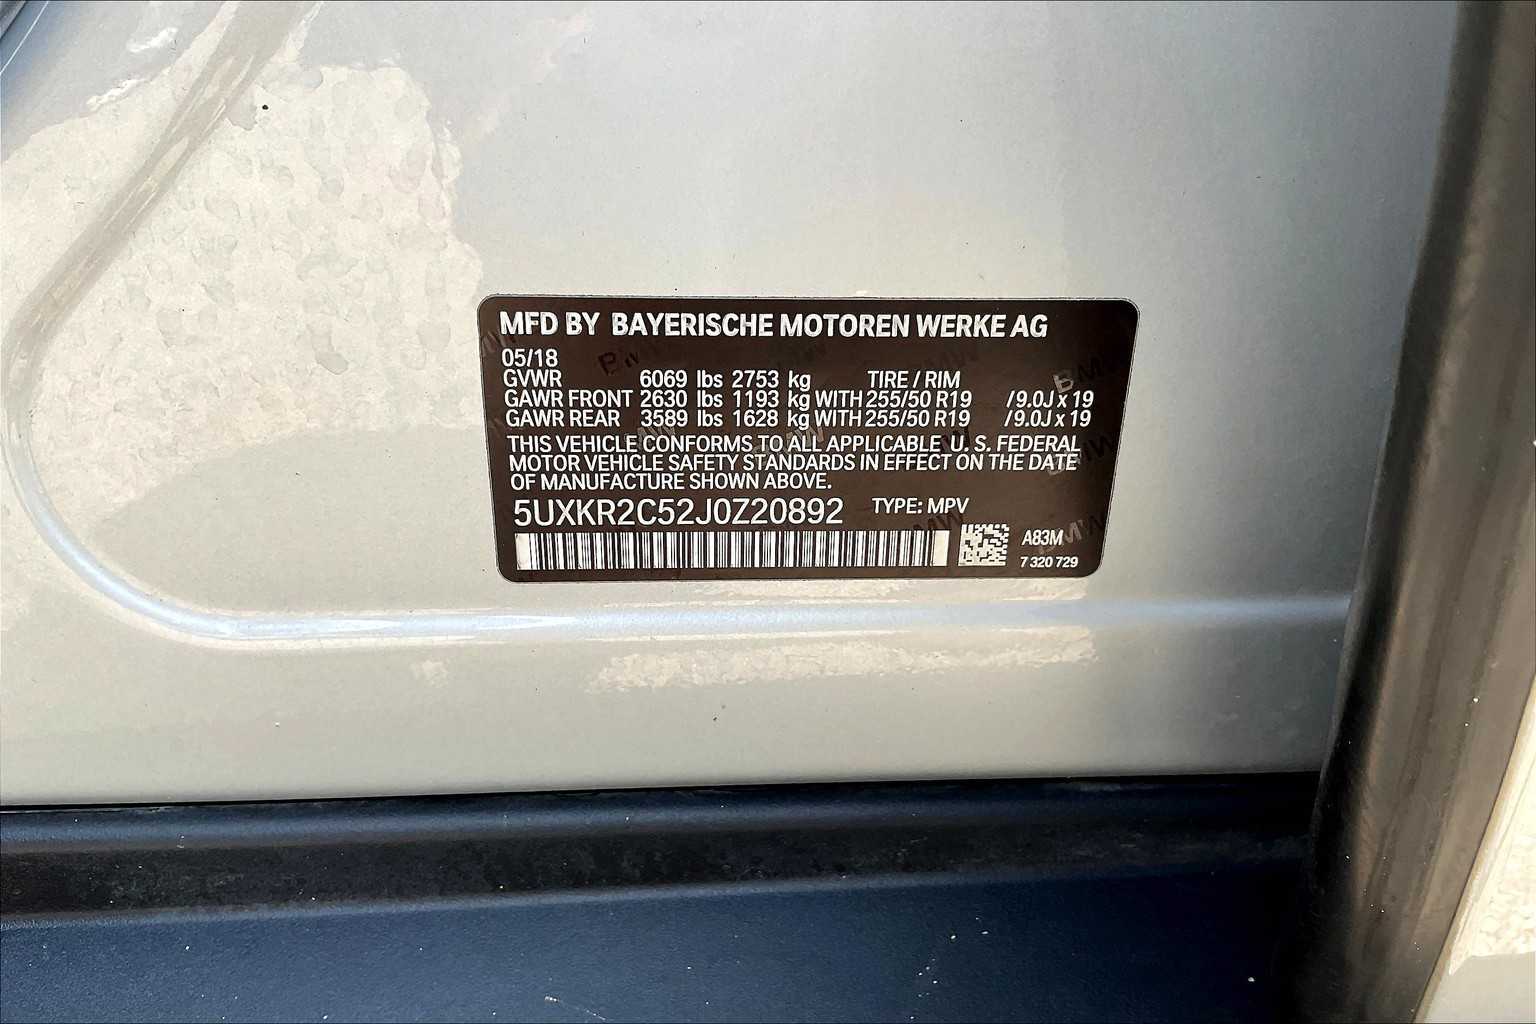 MFD BY BAYERISCHE MOTOREN WERKE AG
05/18
GVWR 6069 lbs 2753 kg TIRE / RIM
GAWR FRONT 2630 lbs 1193 kg WITH 255/50 R19 /9.0J x 19
GAWR REAR 3589 lbs 1628 kg WITH 255/50 R19 /9.0J x 19
THIS VEHICLE CONFORMS TO ALL APPLICABLE U. S. FEDERAL
MOTOR VEHICLE SAFETY STANDARDS IN EFFECT ON THE DATE
OF MANUFACTURE SHOWN ABOVE.
5UXKR2C52J0Z20892 TYPE: MPV
A83M
7 320 729